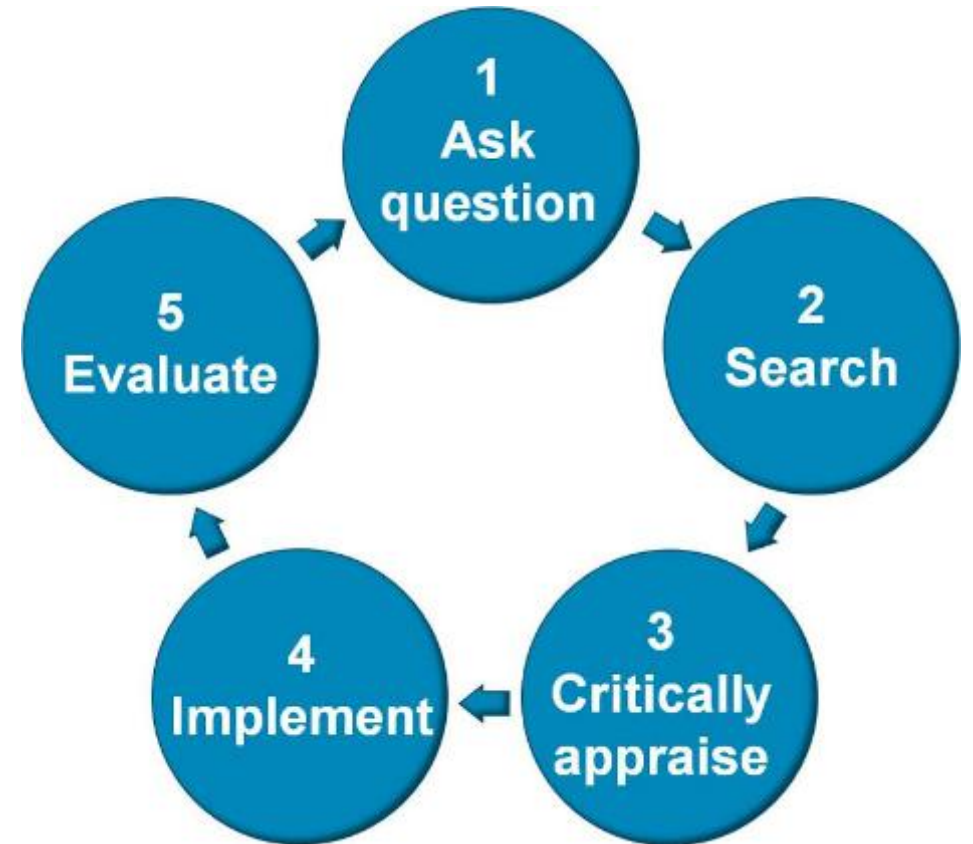 1
Ask
question
2
Search
3
Critically
appraise
4
Implement
5
Evaluate